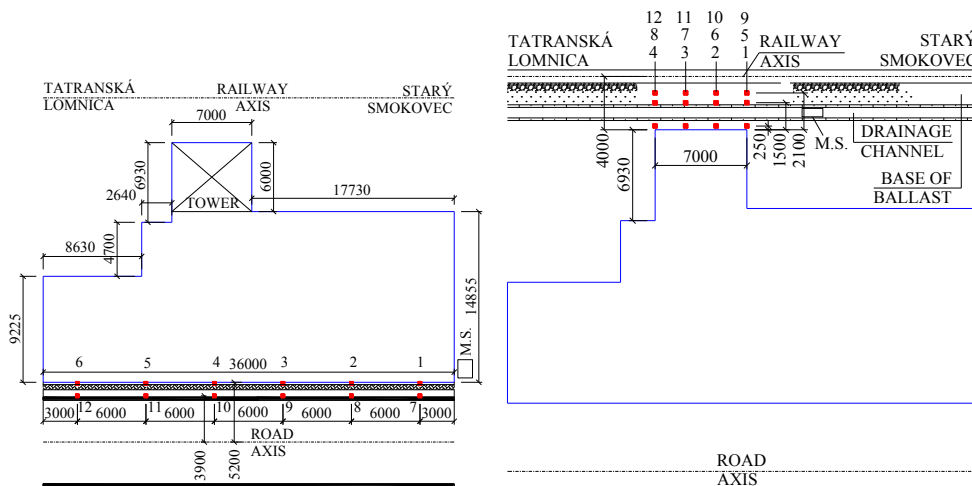 TATRANSKÁ
LOMNICA
RAILWAY
AXIS
STARÝ
SMOKOVEC
7000
6930
6000
2640
17730
TOWER
4700
8630
9225
14855
M.S.
6 5 4 3 2 1
36000
3000 12 6000 11 6000 10 6000 9 6000 8 6000 7 3000
ROAD
AXIS
3900
5200
12 11 10 9
8 7 6 5
4 3 2 1
TATRANSKÁ
LOMNICA
RAILWAY
AXIS
STARÝ
SMOKOVEC
4000
7000
6930
250
1500
2100
M.S.
DRAINAGE
CHANNEL
BASE OF
BALLAST
ROAD
AXIS